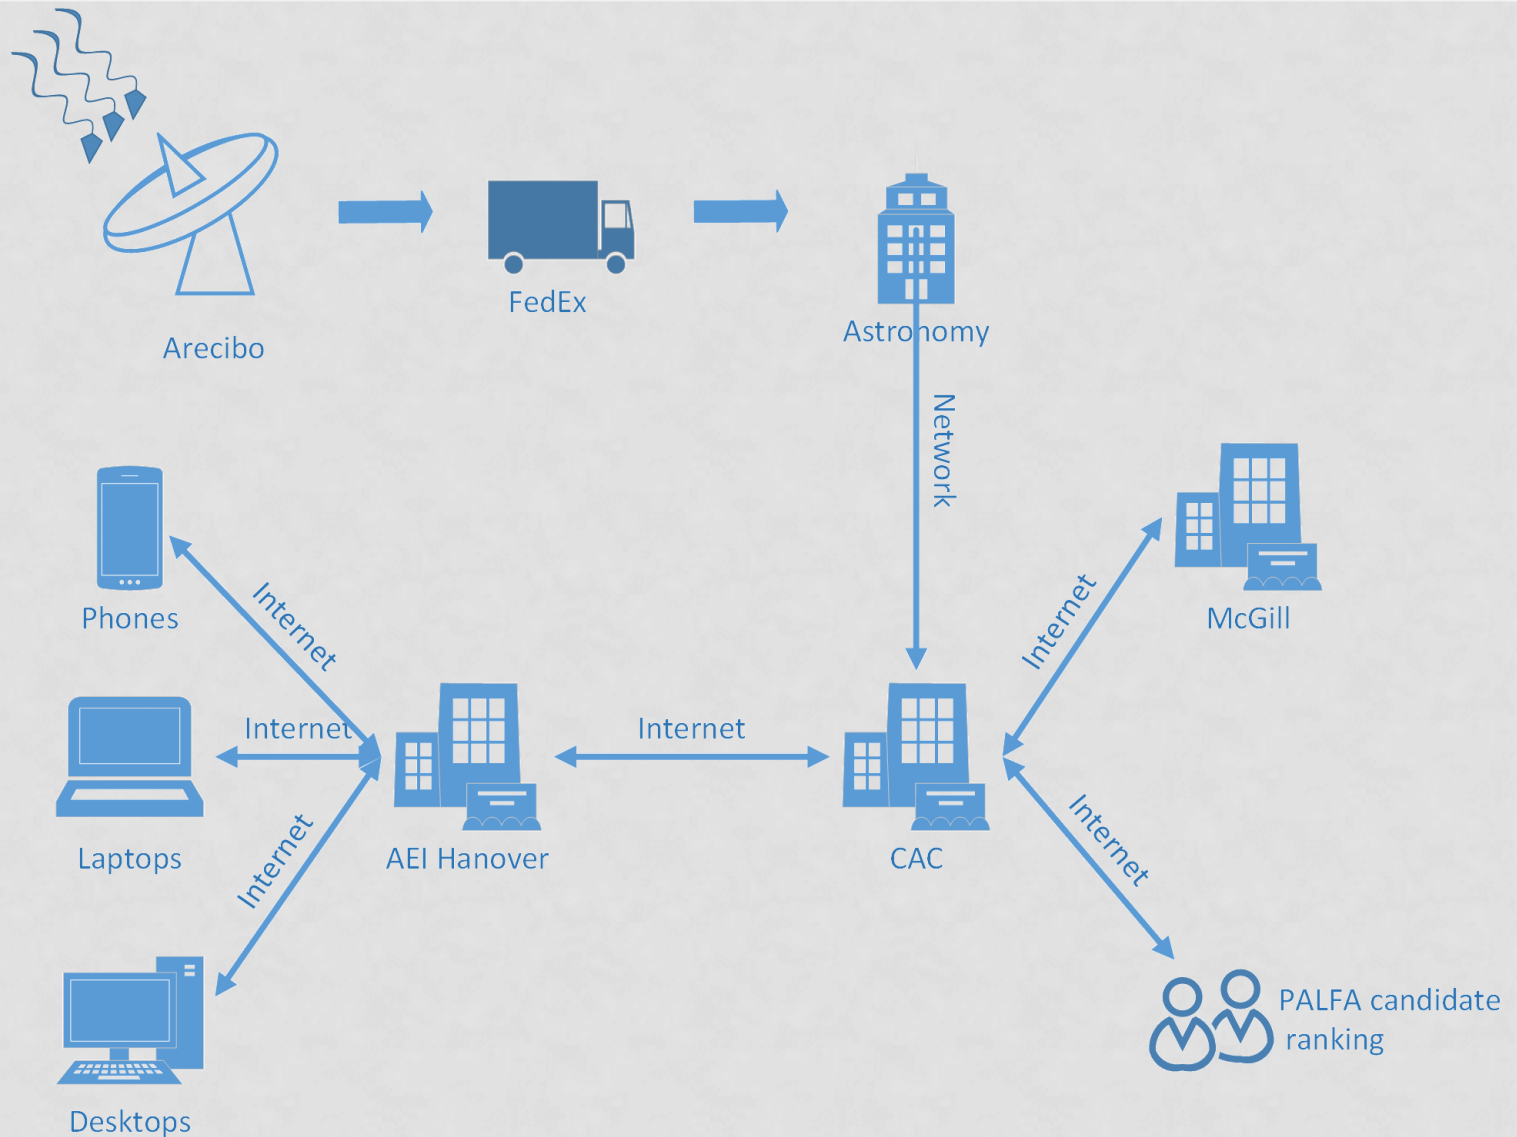 Arecibo
FedEx
Astronomy
Network
Phones
Internet
McGill
Internet
Laptops
Internet
AEI Hanover
Internet
CAC
Internet
Internet
Desktops
PALFA candidate
ranking